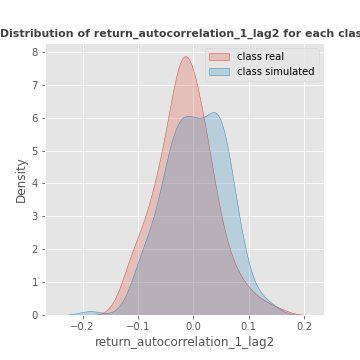 Distribution of return_autocorrelation_1_lag2 for each clas
class real
class simulated
8
7
6
5
4
3
2
1
0
Density
−0.2 −0.1 0.0 0.1 0.2
return_autocorrelation_1_lag2